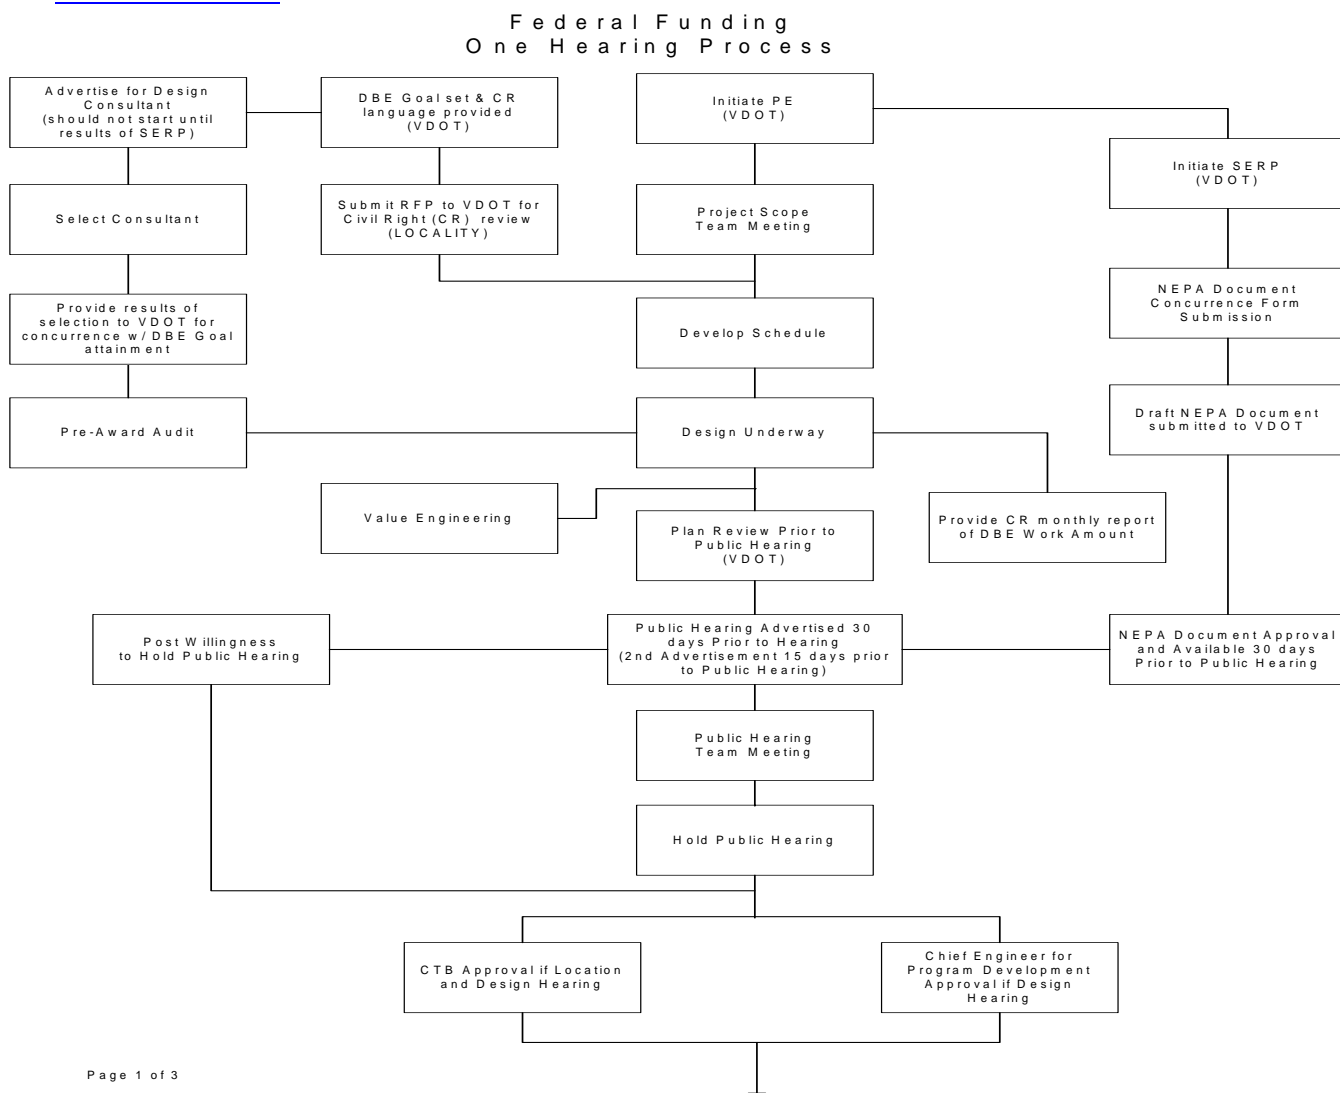 Federal Funding
One Hearing Process
Advertise for Design
Consultant
(should not start until
results of SERP)
DBE Goal set & CR
language provided
(VDOT)
Initiate PE
(VDOT)
Initiate SERP
(VDOT)
Select Consultant
Submit RFP to VDOT for
Civil Right (CR) review
(LOCALITY)
Project Scope
Team Meeting
NEPA Document
Concurrence Form
Submission
Provide results of
selection to VDOT for
concurrence w/ DBE Goal
attainment
Develop Schedule
Draft NEPA Document
submitted to VDOT
Pre-Award Audit
Design Underway
Value Engineering
Plan Review Prior to
Public Hearing
(VDOT)
Provide CR monthly report
of DBE Work Amount
Post Willingness
to Hold Public Hearing
Public Hearing Advertised 30
days Prior to Hearing
(2nd Advertisement 15 days prior
to Public Hearing)
NEPA Document Approval
and Available 30 days
Prior to Public Hearing
Public Hearing
Team Meeting
Hold Public Hearing
CTB Approval if Location
and Design Hearing
Chief Engineer for
Program Development
Approval if Design
Hearing
Page 1 of 3